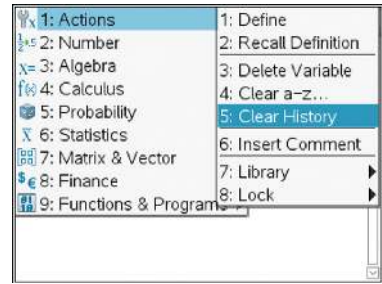 1: Actions
2: Number
3: Algebra
4: Calculus
5: Probability
6: Statistics
7: Matrix & Vector
8: Finance
9: Functions & Program
1: Define
2: Recall Definition
3: Delete Variable
4: Clear a-z...
5: Clear History
6: Insert Comment
7: Library
8: Lock